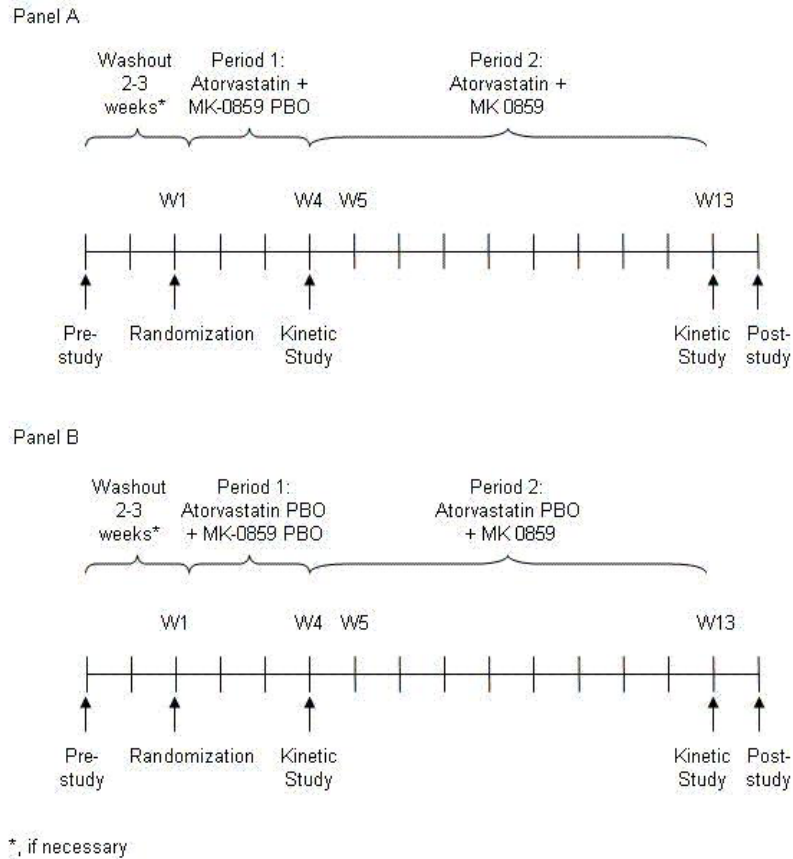 Panel A
Washout
2-3
weeks*
Period 1:
Atorvastatin +
MK-0859 PBO
Period 2:
Atorvastatin +
MK 0859
W1
W4
W5
W13
Pre-
study
Randomization
Kinetic
Study
Kinetic
Study
Post-
study
Panel B
Washout
2-3
weeks*
Period 1:
Atorvastatin PBO
+ MK-0859 PBO
Period 2:
Atorvastatin PBO
+ MK 0859
W1
W4
W5
W13
Pre-
study
Randomization
Kinetic
Study
Kinetic
Study
Post-
study
*, if necessary